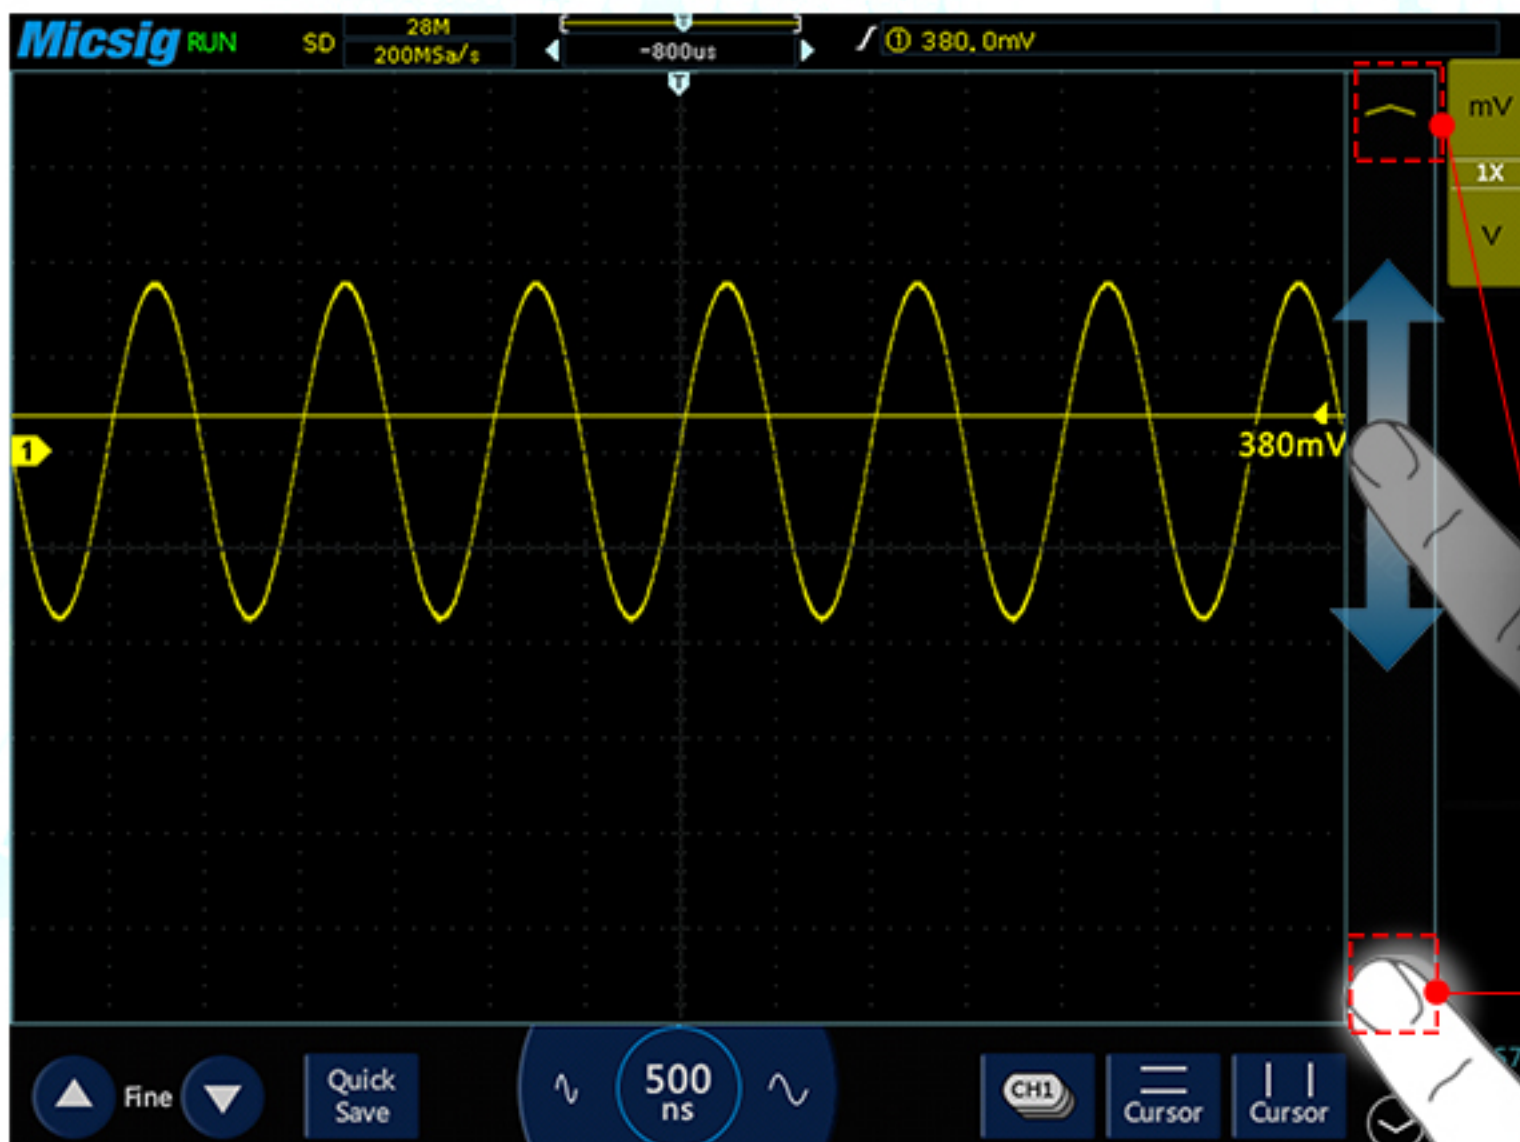 Micsig RUN SD 28M
200MSa/s
T
-800us
① 380.0mV
T
mV
1X
V
1
380mV
Fine
Quick
Save
500
ns
CH1
Cursor
Cursor